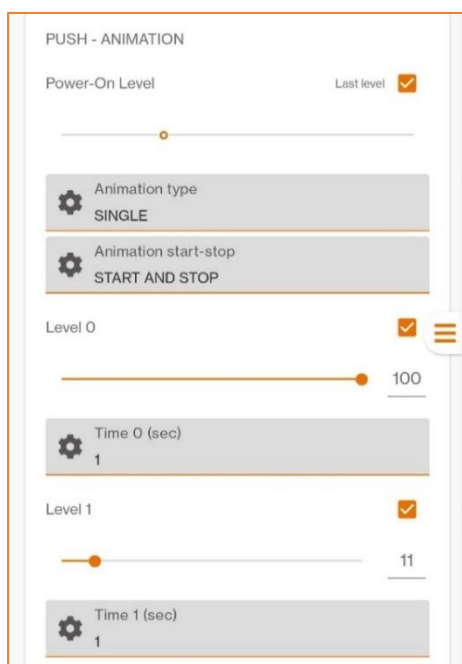 PUSH - ANIMATION
Power-On Level Last level
Animation type
SINGLE
Animation start-stop
START AND STOP
Level 0
100
Time 0 (sec)
1
Level 1
11
Time 1 (sec)
1